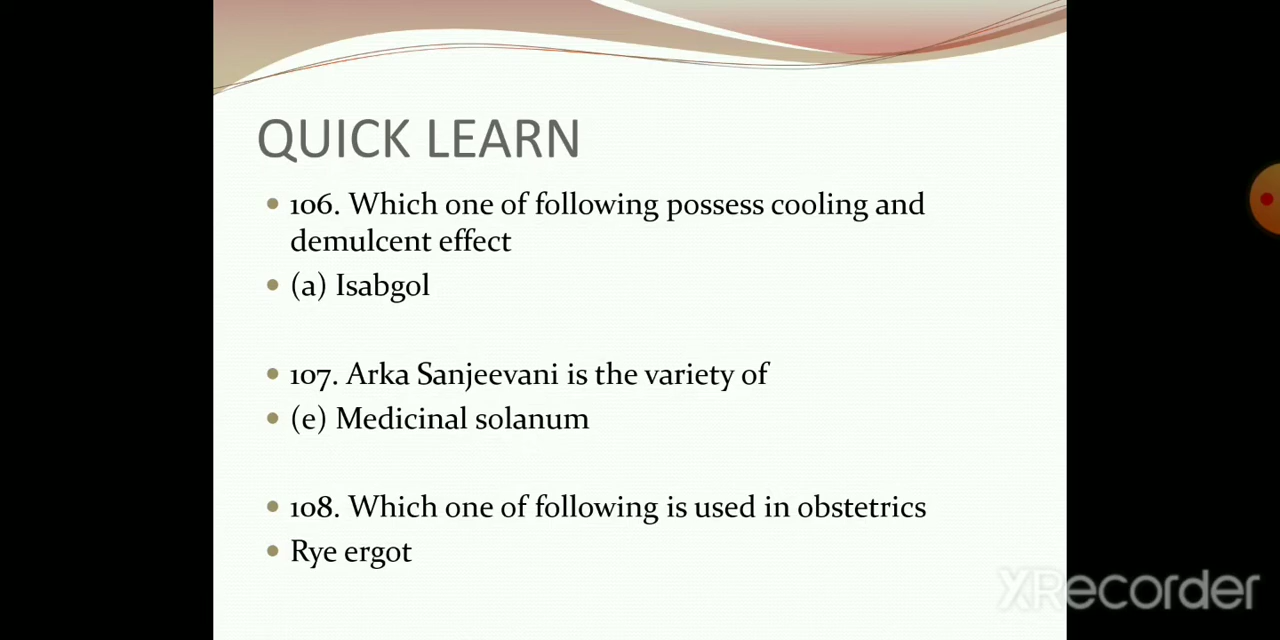 QUICK LEARN
106. Which one of following possess cooling and
demulcent effect
(a) Isabgol
107. Arka Sanjeevani is the variety of
(e) Medicinal solanum
108. Which one of following is used in obstetrics
Rye ergot
XRecorder